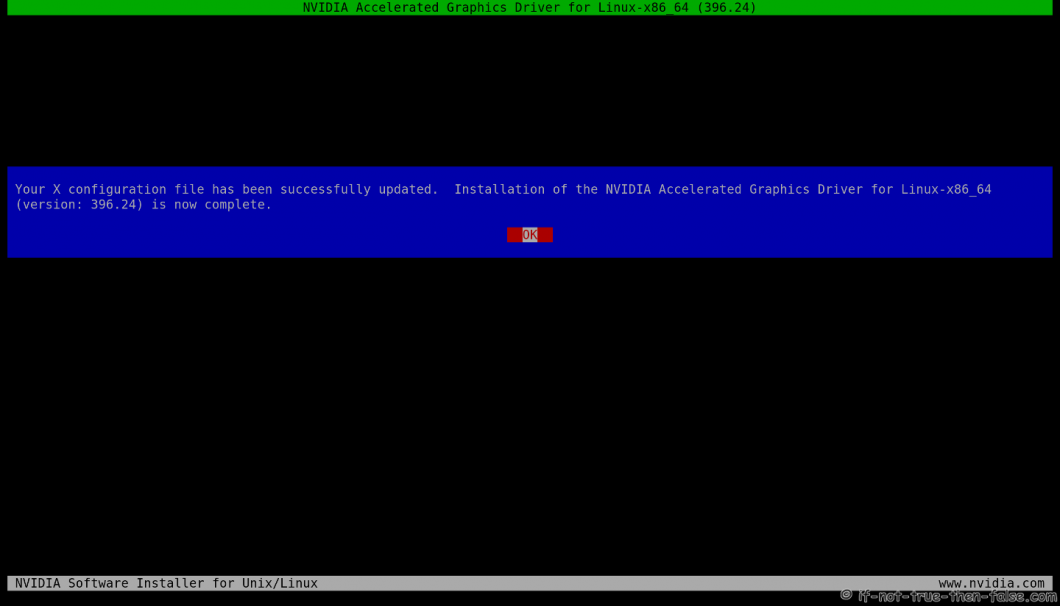 NVIDIA Accelerated Graphics Driver for Linux-x86_64 (396.24)
Your X configuration file has been successfully updated.  Installation of the NVIDIA Accelerated Graphics Driver for Linux-x86_64
(version: 396.24) is now complete.
OK
NVIDIA Software Installer for Unix/Linux www.nvidia.com
© if-not-true-then-false.com